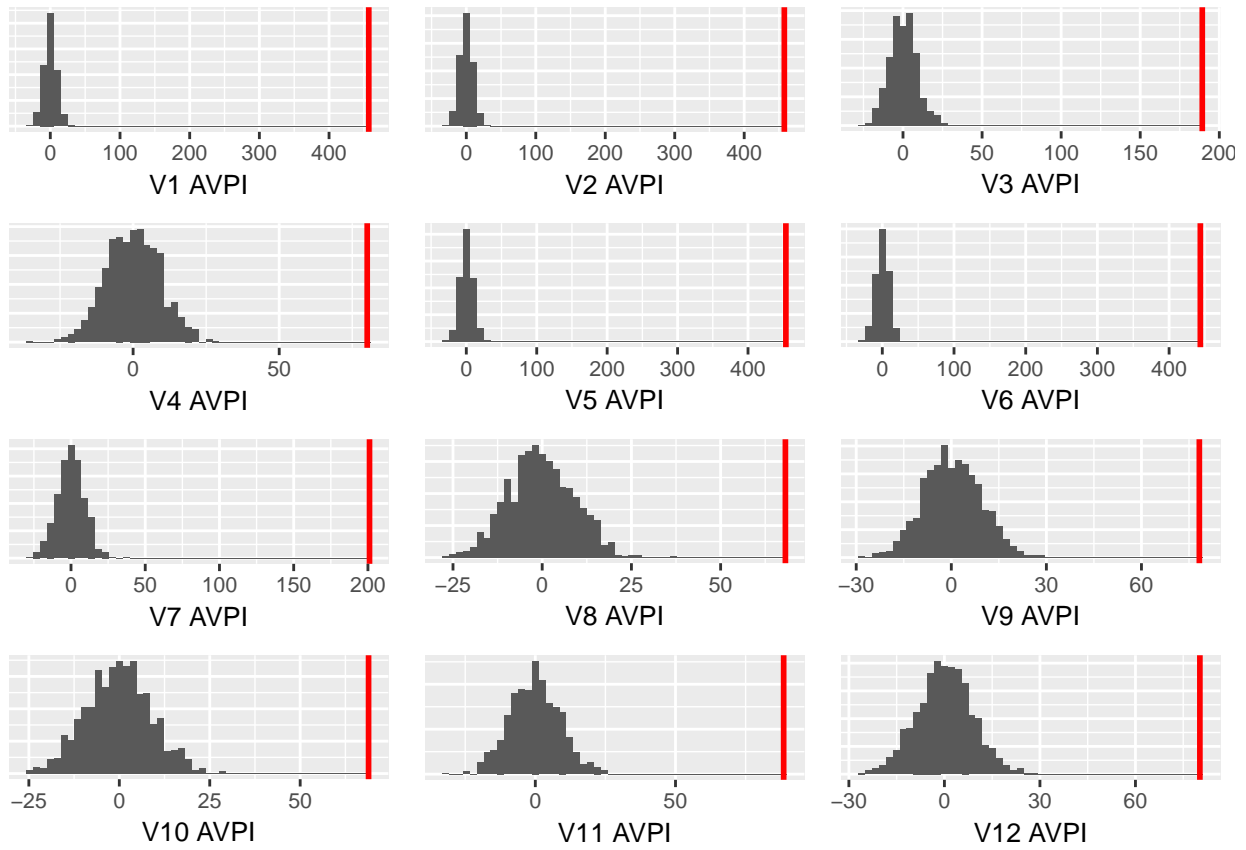 0 100 200 300 400
V1 AVPI
0 100 200 300 400
V2 AVPI
0 50 100 150 200
V3 AVPI
0 50
V4 AVPI
0 100 200 300 400
V5 AVPI
0 100 200 300 400
V6 AVPI
0 50 100 150 200
V7 AVPI
−25 0 25 50
V8 AVPI
−30 0 30 60
V9 AVPI
−25 0 25 50
V10 AVPI
0 50
V11 AVPI
−30 0 30 60
V12 AVPI